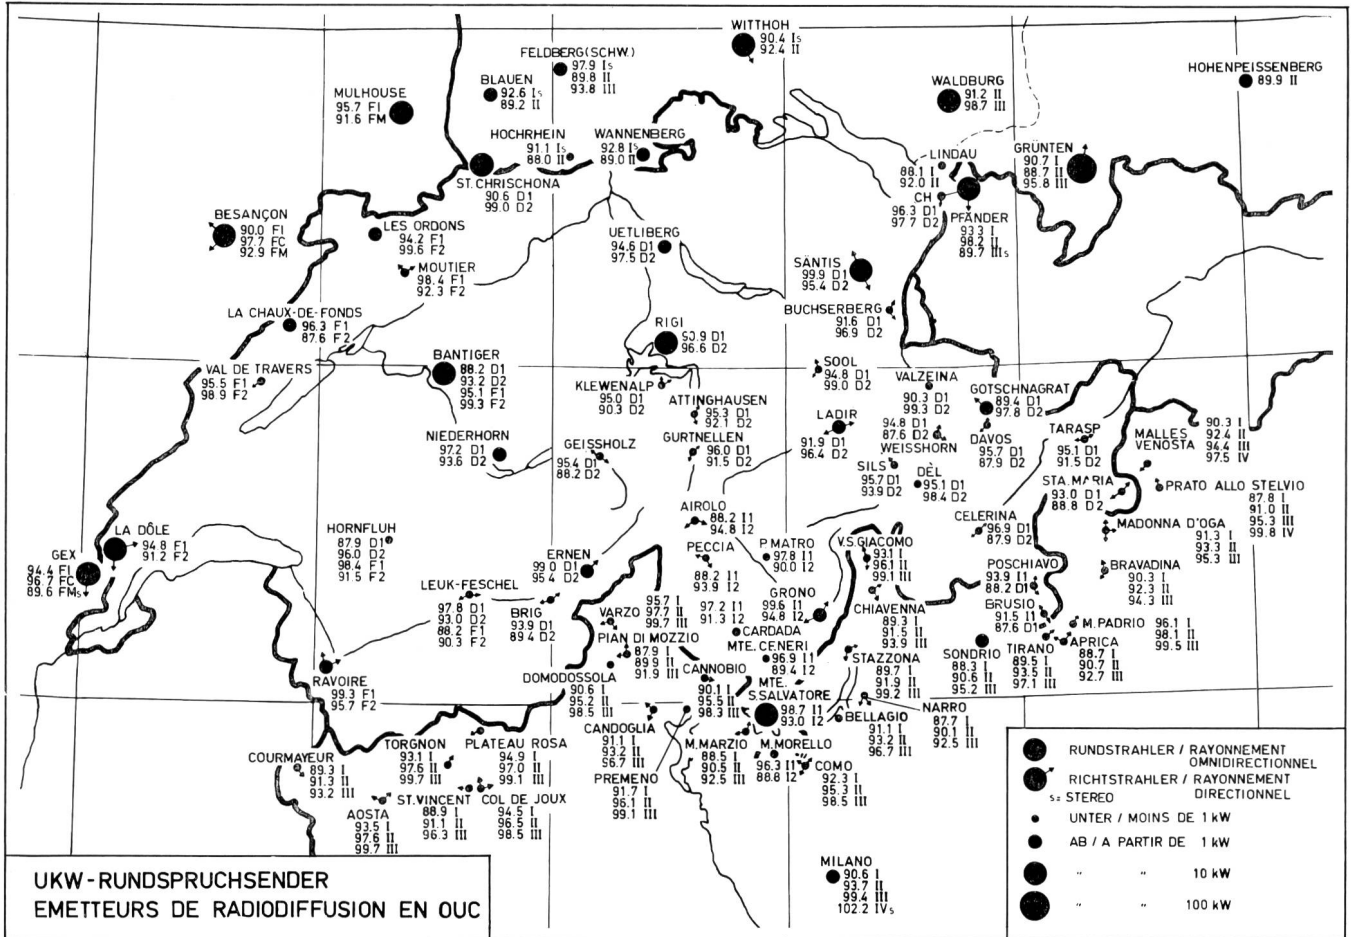 WITTHOH
90.4 Is
92.4 II
FELDBERG (SCHW.)
97.9 Is
89.8 II
93.8 III
BLAUEN
92.6 Is
89.2 II
MULHOUSE
95.7 FI
91.6 FM
WALDBURG
91.2 II
98.7 III
HOHENPEISSENBERG
89.9 II
HOCHRHEIN
91.1 Is
88.0 II
WANNENBERG
92.8 Is
89.0 II
LINDAU
88.1 I
92.0 II
GRÜNTEN
90.7 I
88.7 II
95.8 III
ST. CHRISCHONA
90.6 D1
99.0 D2
CH
96.3 D1
97.7 D2
PFÄNDER
93.3 I
98.2 II
89.7 IIIs
BESANÇON
90.0 FI
97.7 FC
92.9 FM
LES ORDONS
94.2 F1
99.6 F2
UETLIBERG
94.6 D1
97.5 D2
MOUTIER
98.4 F1
92.3 F2
SÄNTIS
99.9 D1
95.4 D2
LA CHAUX-DE-FONDS
96.3 F1
87.6 F2
BUCHSERBERG
91.6 D1
96.9 D2
RIGI
90.9 D1
96.6 D2
VAL DE TRAVERS
95.5 F1
98.9 F2
BANTIGER
88.2 D1
93.2 D2
95.1 F1
99.3 F2
KLEWENALP
95.0 D1
90.3 D2
SOOL
94.8 D1
99.0 D2
VALZEINA
90.3 D1
99.3 D2
GOTSCHNAGRAT
89.4 D1
97.8 D2
ATTINGHAUSEN
95.3 D1
92.1 D2
LADIR
91.9 D1
96.4 D2
94.8 D1
87.6 D2
WEISSHORN
DAVOS
95.7 D1
87.9 D2
TARASP
95.1 D1
91.5 D2
MALLES
VENOSTA
90.3 I
92.4 II
94.4 III
97.5 IV
NIEDERHORN
97.2 D1
93.6 D2
GEISSHOLZ
95.4 D1
88.2 D2
GURTNELLEN
96.0 D1
91.5 D2
SILS
95.7 D1
93.9 D2
DÈL
95.1 D1
98.4 D2
STA. MARIA
93.0 D1
88.8 D2
PRATO ALLO STELVIO
87.8 I
91.0 II
95.3 III
99.8 IV
AIROLO
88.2 I1
94.8 I2
CELERINA
96.9 D1
87.9 D2
MADONNA D'OGA
91.3 I
93.3 II
95.3 III
LA DÔLE
94.8 F1
91.2 F2
HORNFLUH
87.9 D1
96.0 D2
98.4 F1
91.5 F2
GEX
94.4 FI
96.7 FC
89.6 FMs
ERNEN
99.0 D1
95.4 D2
PECCIA
88.2 I1
93.9 I2
P. MATRO
97.8 I1
90.0 I2
V.S.GIACOMO
93.1 I
96.1 II
99.1 III
POSCHIAVO
93.9 I1
88.2 D1
BRAVADINA
90.3 I
92.3 II
94.3 III
LEUK-FESCHEL
97.8 D1
93.0 D2
88.2 F1
90.3 F2
BRIG
93.9 D1
89.4 D2
VARZO
95.7 I
97.7 II
99.7 III
97.2 I1
91.3 I2
CARDADA
GRONO
99.6 I1
94.8 I2
CHIAVENNA
89.3 I
91.5 II
93.9 III
BRUSIO
91.5 I1
87.6 D1
M. PADRIO
96.1 I
98.1 II
99.5 III
PIAN DI MOZZIO
87.9 I
89.9 II
91.9 III
MTE. CENERI
96.9 I1
89.4 I2
STAZZONA
89.7 I
91.9 II
99.2 III
SONDRIO
88.3 I
90.6 II
95.2 III
TIRANO
89.5 I
93.5 II
97.1 III
APRICA
88.7 I
90.7 II
92.7 III
RAVOIRE
99.3 F1
95.7 F2
DOMODOSSOLA
90.6 I
95.2 II
98.5 III
CANNOBIO
90.1 I
95.5 II
98.3 III
MTE.
S.SALVATORE
98.7 I1
93.0 I2
NARRO
87.7 I
90.1 II
92.5 III
BELLAGIO
91.1 I
93.2 II
96.7 III
CANDOGLIA
91.1 I
93.2 II
96.7 III
M. MARZIO
88.5 I
90.5 II
92.5 III
M. MORELLO
96.3 I1
88.8 I2
COMO
92.3 I
95.3 II
98.5 III
COURMAYEUR
89.3 I
91.3 II
93.2 III
TORGNON
93.1 I
97.6 II
99.7 III
PLATEAU ROSA
94.9 I
97.0 II
99.1 III
PREMENO
91.7 I
96.1 II
99.1 III
AOSTA
93.5 I
97.6 II
99.7 III
ST. VINCENT
88.9 I
91.1 II
96.3 III
COL DE JOUX
94.5 I
96.5 II
98.5 III
MILANO
90.6 I
93.7 II
99.4 III
102.2 IVs
RUNDSTRAHLER / RAYONNEMENT
OMNIDIRECTIONNEL
RICHTSTRAHLER / RAYONNEMENT
DIRECTIONNEL
s = STEREO
UNTER / MOINS DE 1 kW
AB / A PARTIR DE 1 kW
" " 10 kW
" " 100 kW
UKW-RUNDSPRUCHSENDER
EMETTEURS DE RADIODIFFUSION EN OUC